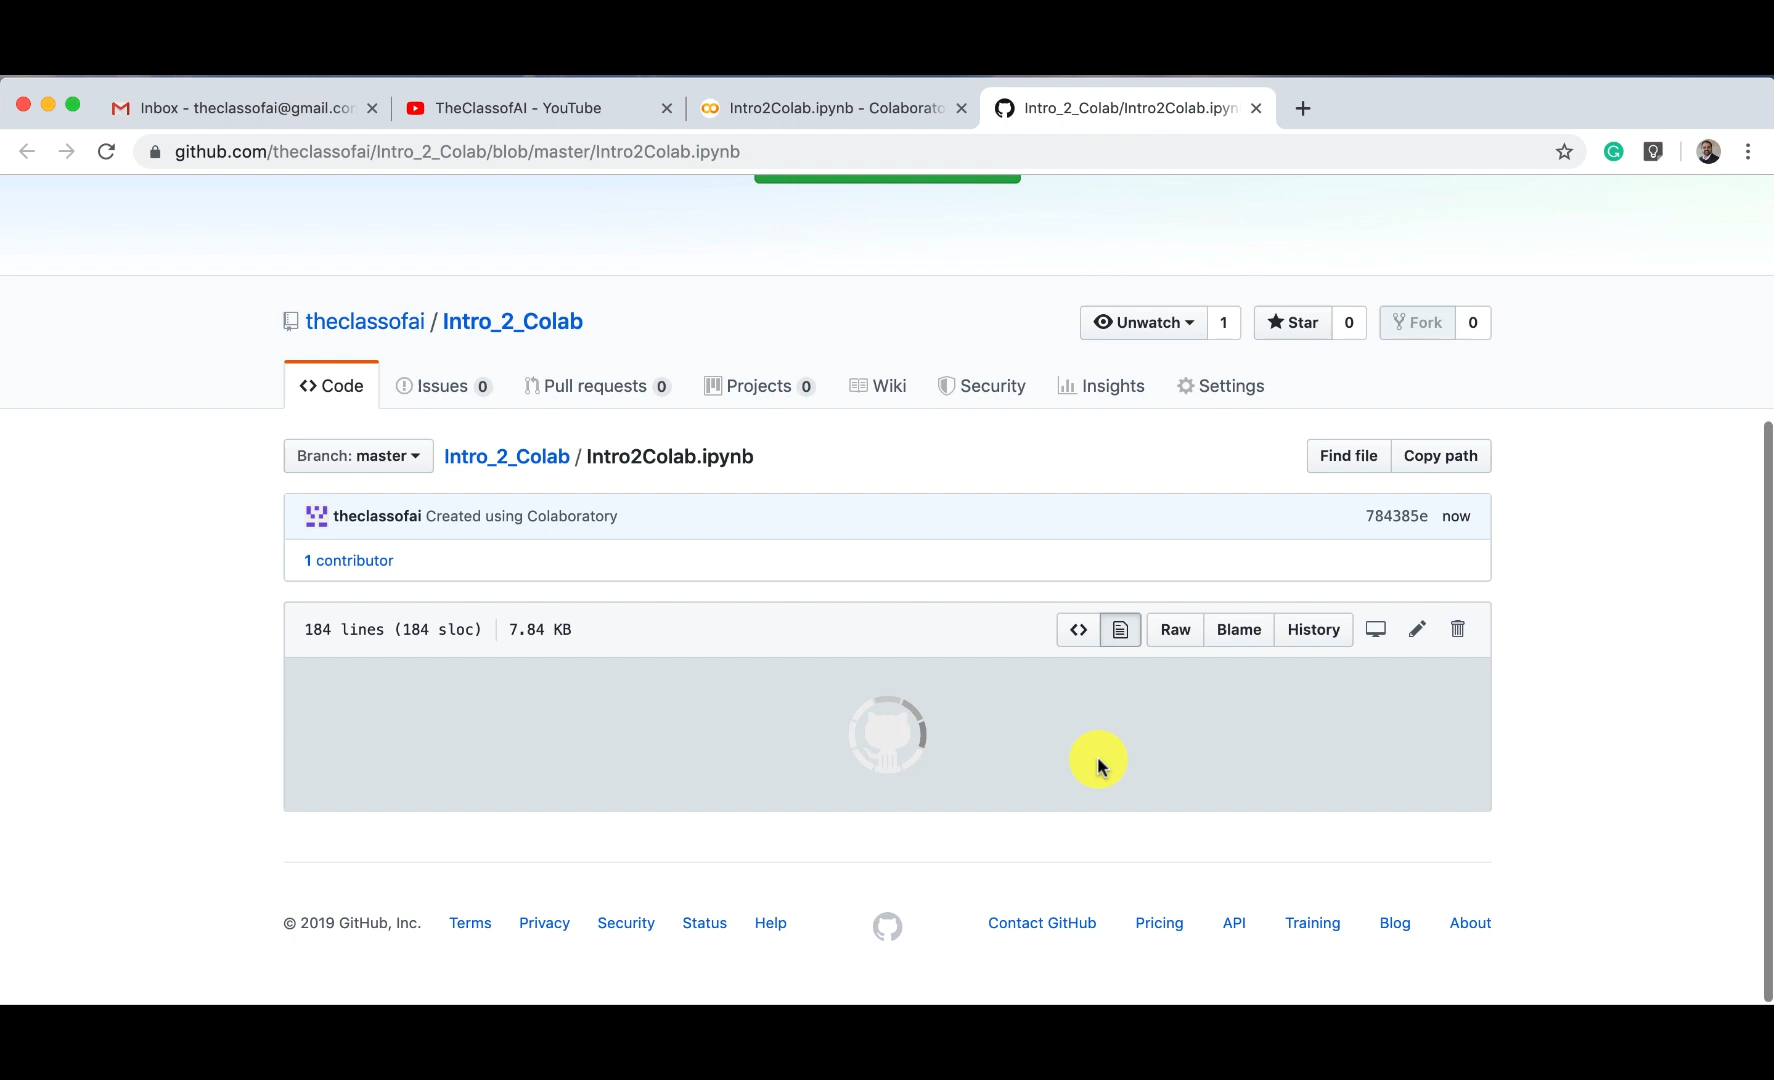 Inbox - theclassofai@gmail.con
TheClassofAI - YouTube
Intro2Colab.ipynb - Colaborato
Intro_2_Colab/Intro2Colab.ipyn
github.com/theclassofai/Intro_2_Colab/blob/master/Intro2Colab.ipynb
theclassofai / Intro_2_Colab
Unwatch 1 Star 0 Fork 0
Code Issues 0 Pull requests 0 Projects 0 Wiki Security Insights Settings
Branch: master Intro_2_Colab / Intro2Colab.ipynb Find file Copy path
theclassofai Created using Colaboratory 784385e now
1 contributor
184 lines (184 sloc) 7.84 KB Raw Blame History
© 2019 GitHub, Inc. Terms Privacy Security Status Help Contact GitHub Pricing API Training Blog About